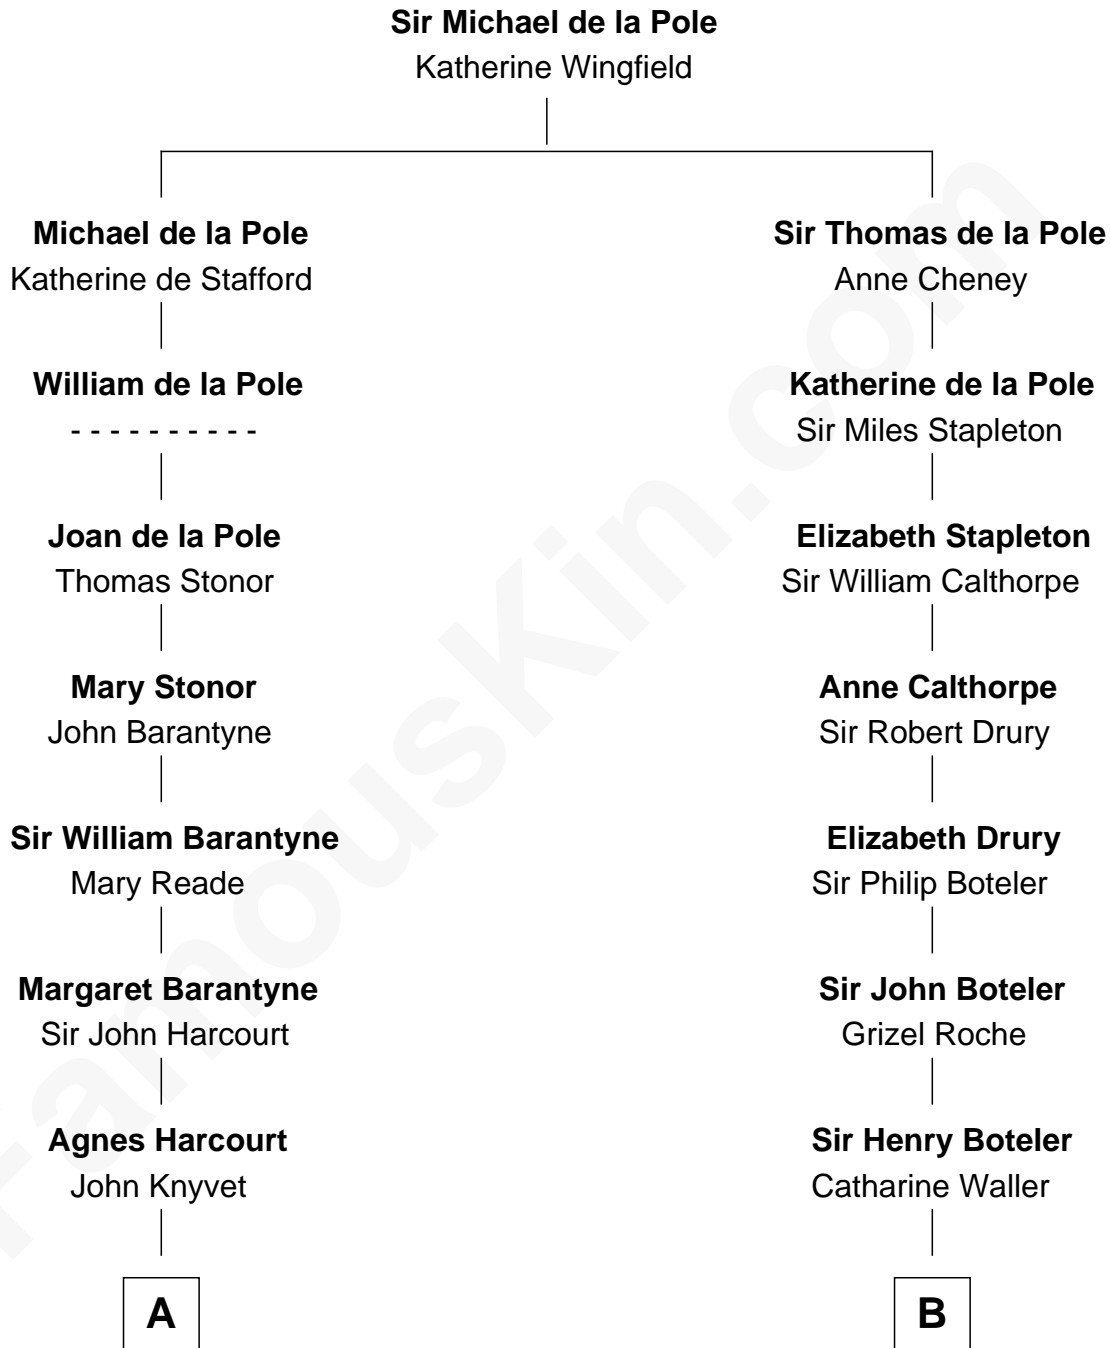 Sir Michael de la Pole
Katherine Wingfield
Michael de la Pole
Katherine de Stafford
William de la Pole
- - - - - - - - - -
Joan de la Pole
Thomas Stonor
Mary Stonor
John Barantyne
Sir William Barantyne
Mary Reade
Margaret Barantyne
Sir John Harcourt
Agnes Harcourt
John Knyvet
A
Sir Thomas de la Pole
Anne Cheney
Katherine de la Pole
Sir Miles Stapleton
Elizabeth Stapleton
Sir William Calthorpe
Anne Calthorpe
Sir Robert Drury
Elizabeth Drury
Sir Philip Boteler
Sir John Boteler
Grizel Roche
Sir Henry Boteler
Catharine Waller
B
FamousKin.com